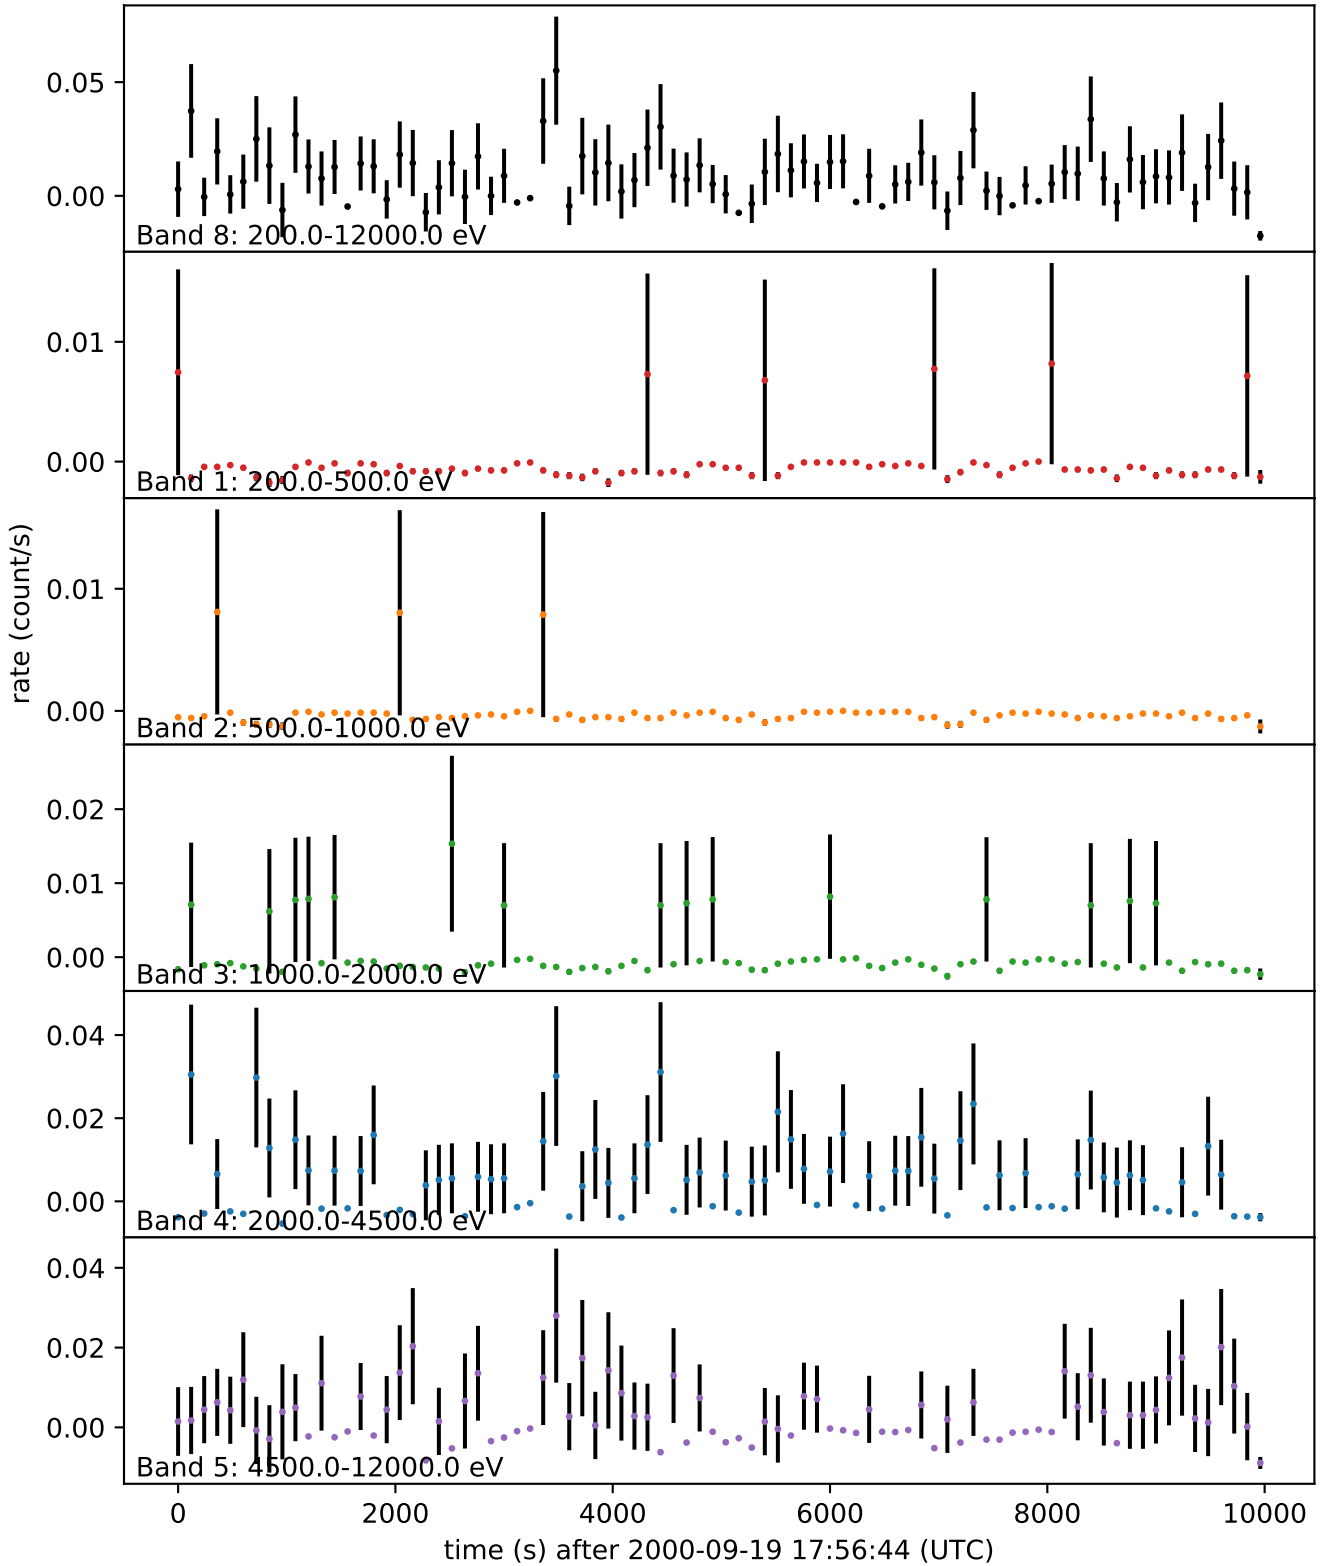 0.05
0.00
Band 8: 200.0-12000.0 eV
0.01
0.00
Band 1: 200.0-500.0 eV
0.01
0.00
Band 2: 500.0-1000.0 eV
rate (count/s)
0.02
0.01
0.00
Band 3: 1000.0-2000.0 eV
0.04
0.02
0.00
Band 4: 2000.0-4500.0 eV
0.04
0.02
0.00
Band 5: 4500.0-12000.0 eV
0 2000 4000 6000 8000 10000
time (s) after 2000-09-19 17:56:44 (UTC)